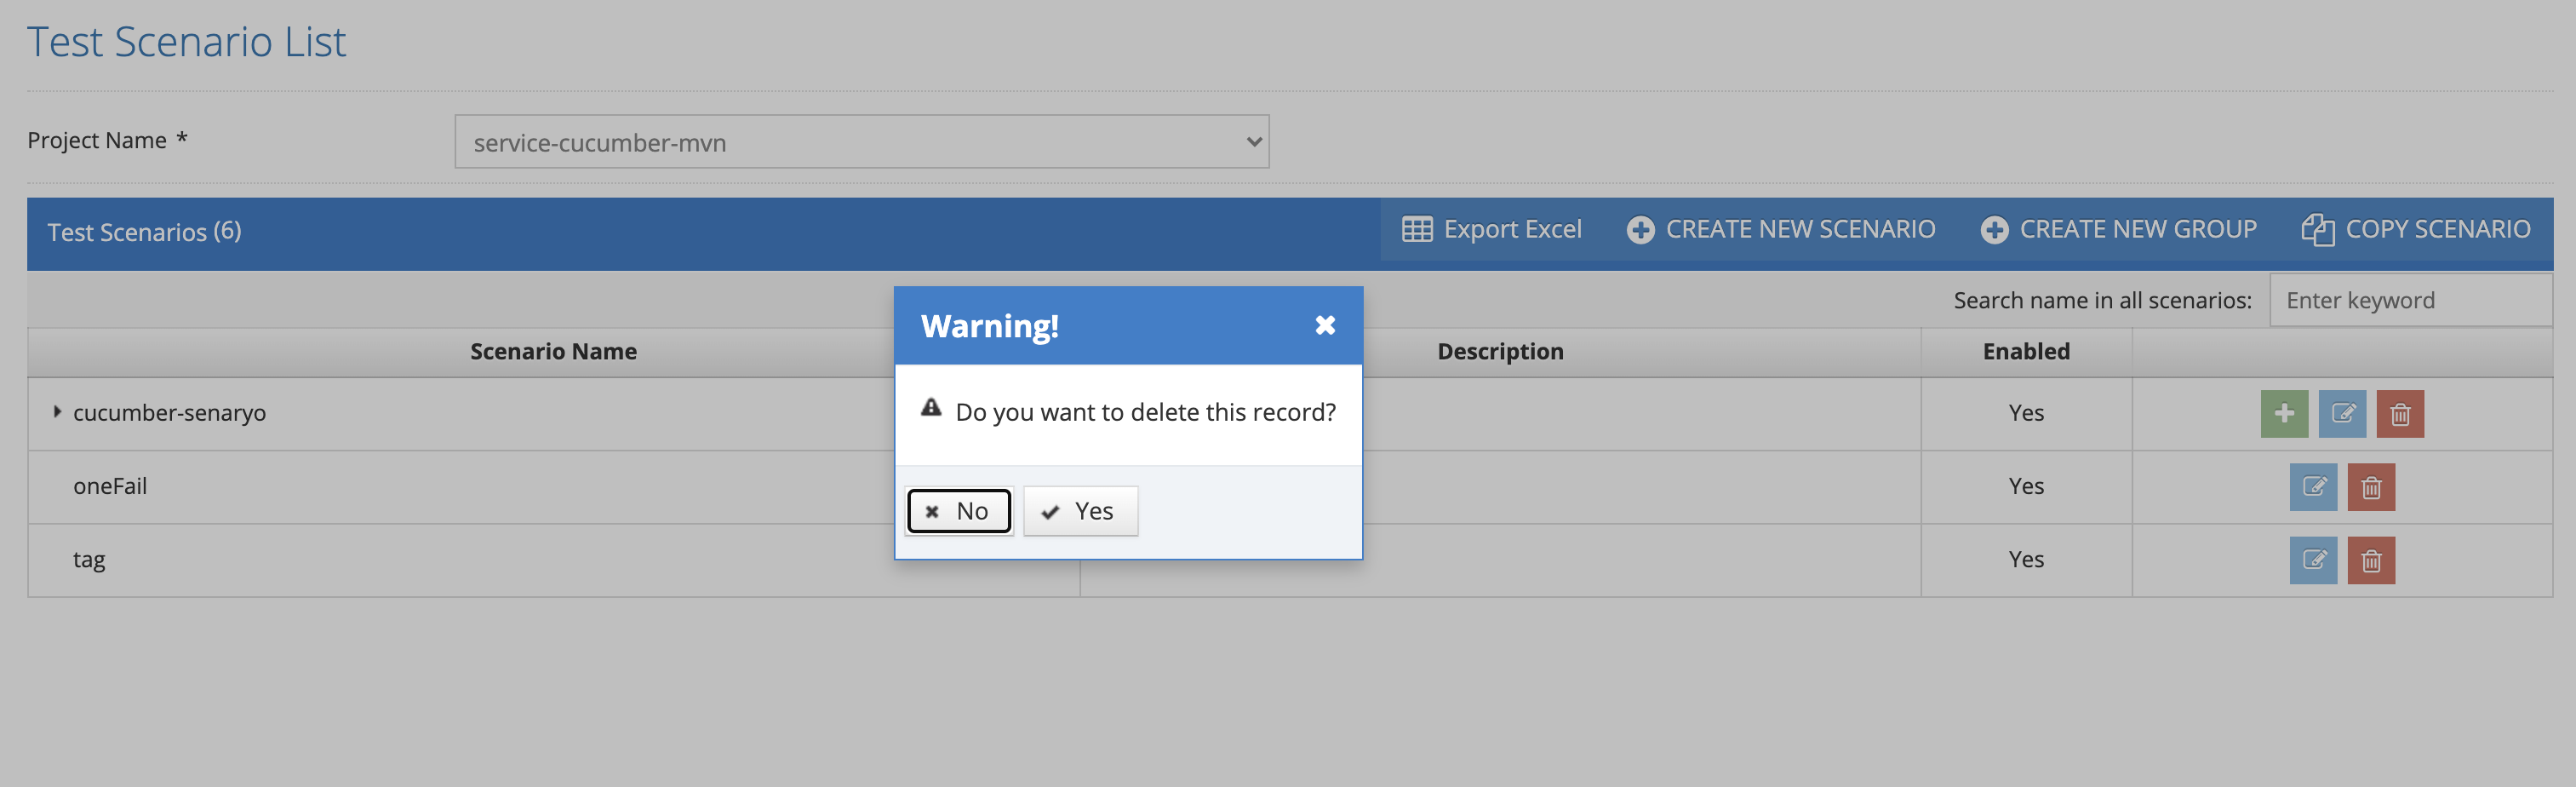 Test Scenario List
Project Name *
service-cucumber-mvn
Test Scenarios (6)
Export Excel
CREATE NEW SCENARIO
CREATE NEW GROUP
COPY SCENARIO
Search name in all scenarios:
Enter keyword
Scenario Name
Description
Enabled
cucumber-senaryo
Yes
oneFail
Yes
tag
Yes
Warning!
Do you want to delete this record?
No
Yes